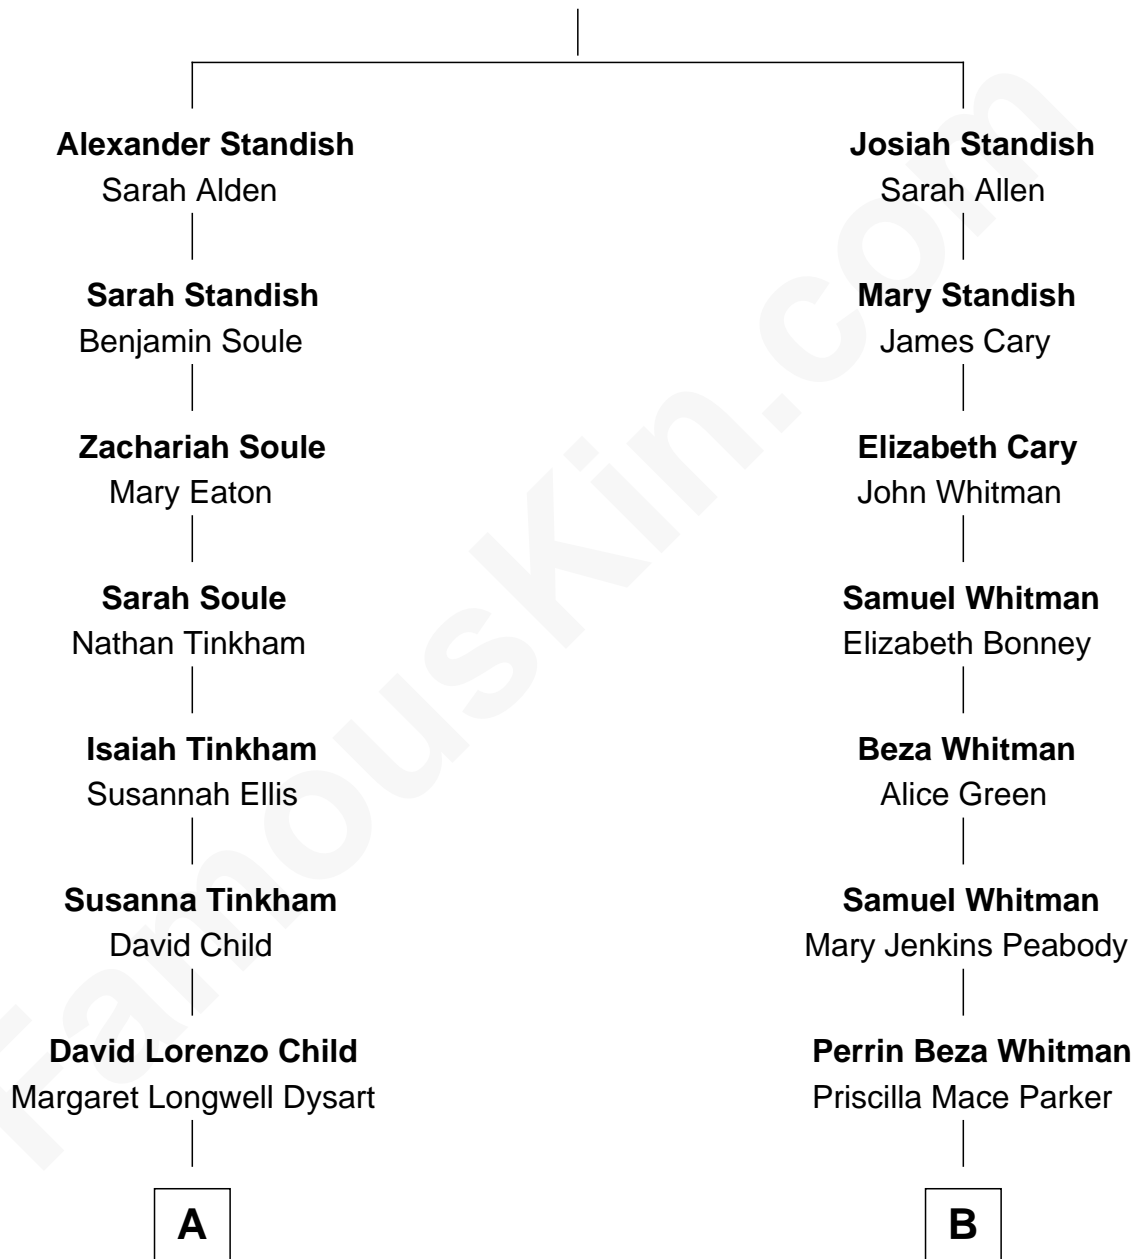 Alexander Standish
Sarah Alden
Josiah Standish
Sarah Allen
Sarah Standish
Benjamin Soule
Mary Standish
James Cary
Zachariah Soule
Mary Eaton
Elizabeth Cary
John Whitman
Sarah Soule
Nathan Tinkham
Samuel Whitman
Elizabeth Bonney
Isaiah Tinkham
Susannah Ellis
Beza Whitman
Alice Green
Susanna Tinkham
David Child
Samuel Whitman
Mary Jenkins Peabody
David Lorenzo Child
Margaret Longwell Dysart
Perrin Beza Whitman
Priscilla Mace Parker
A
B
FamousKin.com